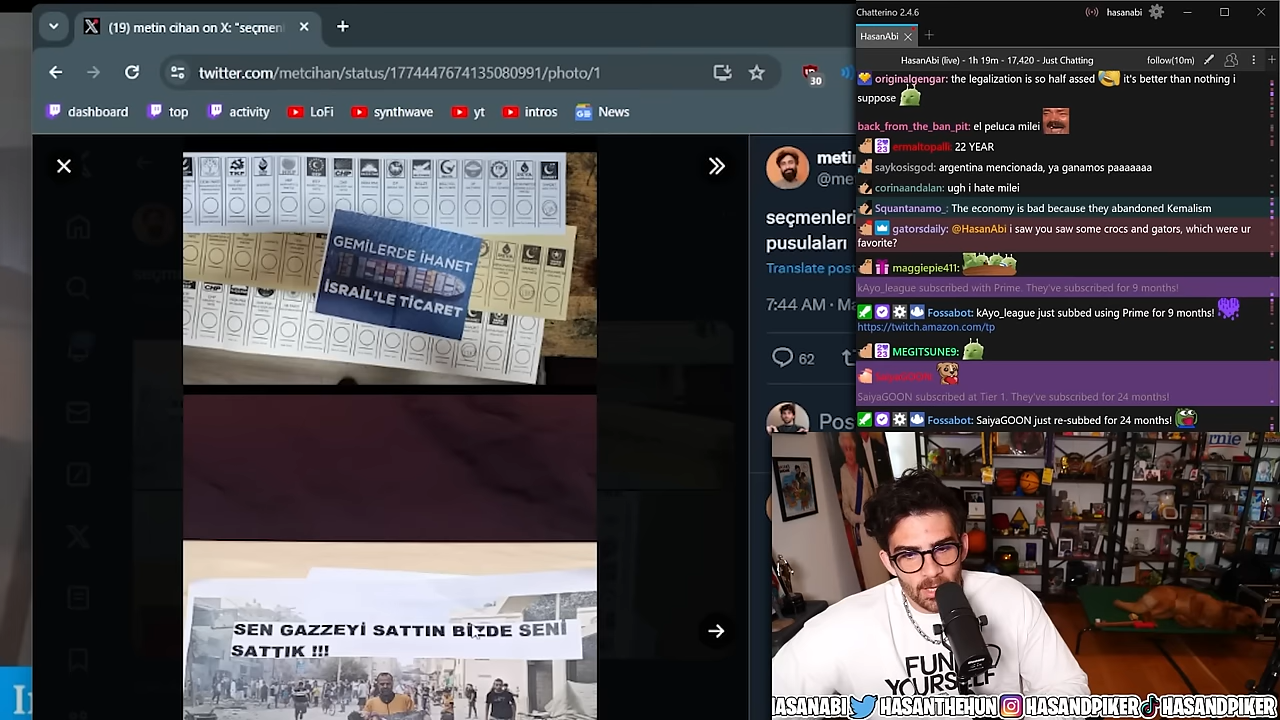 (19) metin cihan on X: "seçmen
twitter.com/metcihan/status/1774447674135080991/photo/1
30
dashboard
top
activity
LoFi
synthwave
yt
intros
News
TKP
CHP
GEMİLERDE İHANET
İSRAİL'LE TİCARET
SEN GAZZEYİ SATTIN BİZDE SENİ
SATTIK !!!
meti
@me
seçmenleri
pusulaları
Translate post
7:44 AM · Ma
62
Pos
Chatterino 2.4.6
hasanabi
HasanAbi
HasanAbi (live) - 1h 19m - 17,420 - Just Chatting
follow(10m)
originalgengar: the legalization is so half assed it's better than nothing i
suppose
back_from_the_ban_pit: el peluca milei
ermaltopalli: 22 YEAR
saykosisgod: argentina mencionada, ya ganamos paaaaaaa
corinaandalan: ugh i hate milei
Squantanamo_: The economy is bad because they abandoned Kemalism
gatorsdaily: @HasanAbi i saw you saw some crocs and gators, which were ur
favorite?
maggiepie411:
kAyo_league subscribed with Prime. They've subscribed for 9 months!
Fossabot: kAyo_league just subbed using Prime for 9 months!
https://twitch.amazon.com/tp
MEGITSUNE9:
SaiyaGOON:
SaiyaGOON subscribed at Tier 1. They've subscribed for 24 months!
Fossabot: SaiyaGOON just re-subbed for 24 months!
rnie
FUN
YOURSELF
HASANABI HASANTHEHUN HASANDPIKER HASANDPIKER